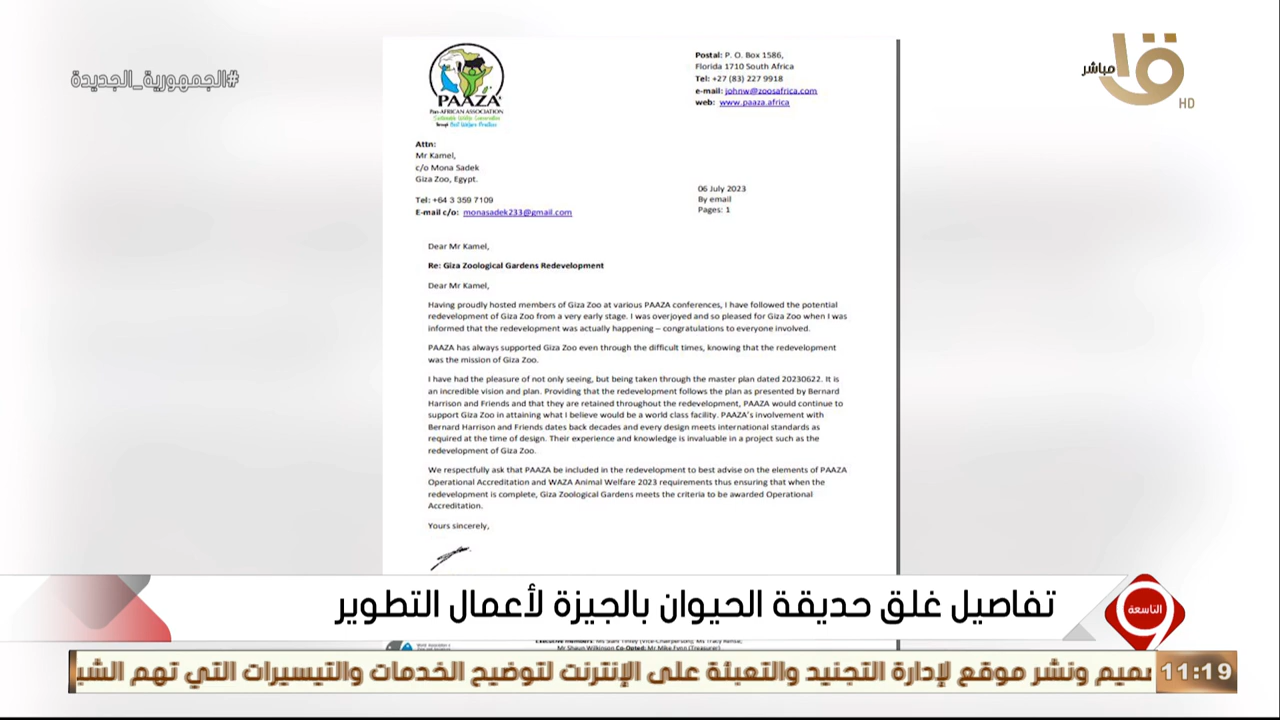 #الجمهورية_الجديدة
مباشر
HD
PAAZA
Pan-AFRICAN ASSOCIATION
Postal: P. O. Box 1586,
Florida 1710 South Africa
Tel: +27 (83) 227 9918
e-mail: johnw@zoosafrica.com
web: www.paaza.africa
Attn:
Mr Kamel,
c/o Mona Sadek
Giza Zoo, Egypt.
Tel: +64 3 359 7109
E-mail c/o: monasadek233@gmail.com
06 July 2023
By email
Pages: 1
Dear Mr Kamel,
Re: Giza Zoological Gardens Redevelopment
Dear Mr Kamel,
Having proudly hosted members of Giza Zoo at various PAAZA conferences, I have followed the potential
redevelopment of Giza Zoo from a very early stage. I was overjoyed and so pleased for Giza Zoo when I was
informed that the redevelopment was actually happening – congratulations to everyone involved.
PAAZA has always supported Giza Zoo even through the difficult times, knowing that the redevelopment
was the mission of Giza Zoo.
I have had the pleasure of not only seeing, but being taken through the master plan dated 20230622. It is
an incredible vision and plan. Providing that the redevelopment follows the plan as presented by Bernard
Harrison and Friends and that they are retained throughout the redevelopment, PAAZA would continue to
support Giza Zoo in attaining what I believe would be a world class facility. PAAZA's involvement with
Bernard Harrison and Friends dates back decades and every design meets international standards as
required at the time of design. Their experience and knowledge is invaluable in a project such as the
redevelopment of Giza Zoo.
We respectfully ask that PAAZA be included in the redevelopment to best advise on the elements of PAAZA
Operational Accreditation and WAZA Animal Welfare 2023 requirements thus ensuring that when the
redevelopment is complete, Giza Zoological Gardens meets the criteria to be awarded Operational
Accreditation.
Yours sincerely,
التاسعة
تفاصيل غلق حديقة الحيوان بالجيزة لأعمال التطوير
Mr Shaun Wilkinson Co-Opted: Mr Mike Fynn (Treasurer)
11:19
ونشر موقع لإدارة التجنيد والتعبئة على الإنترنت لتوضيح الخدمات والتيسيرات التي تهم